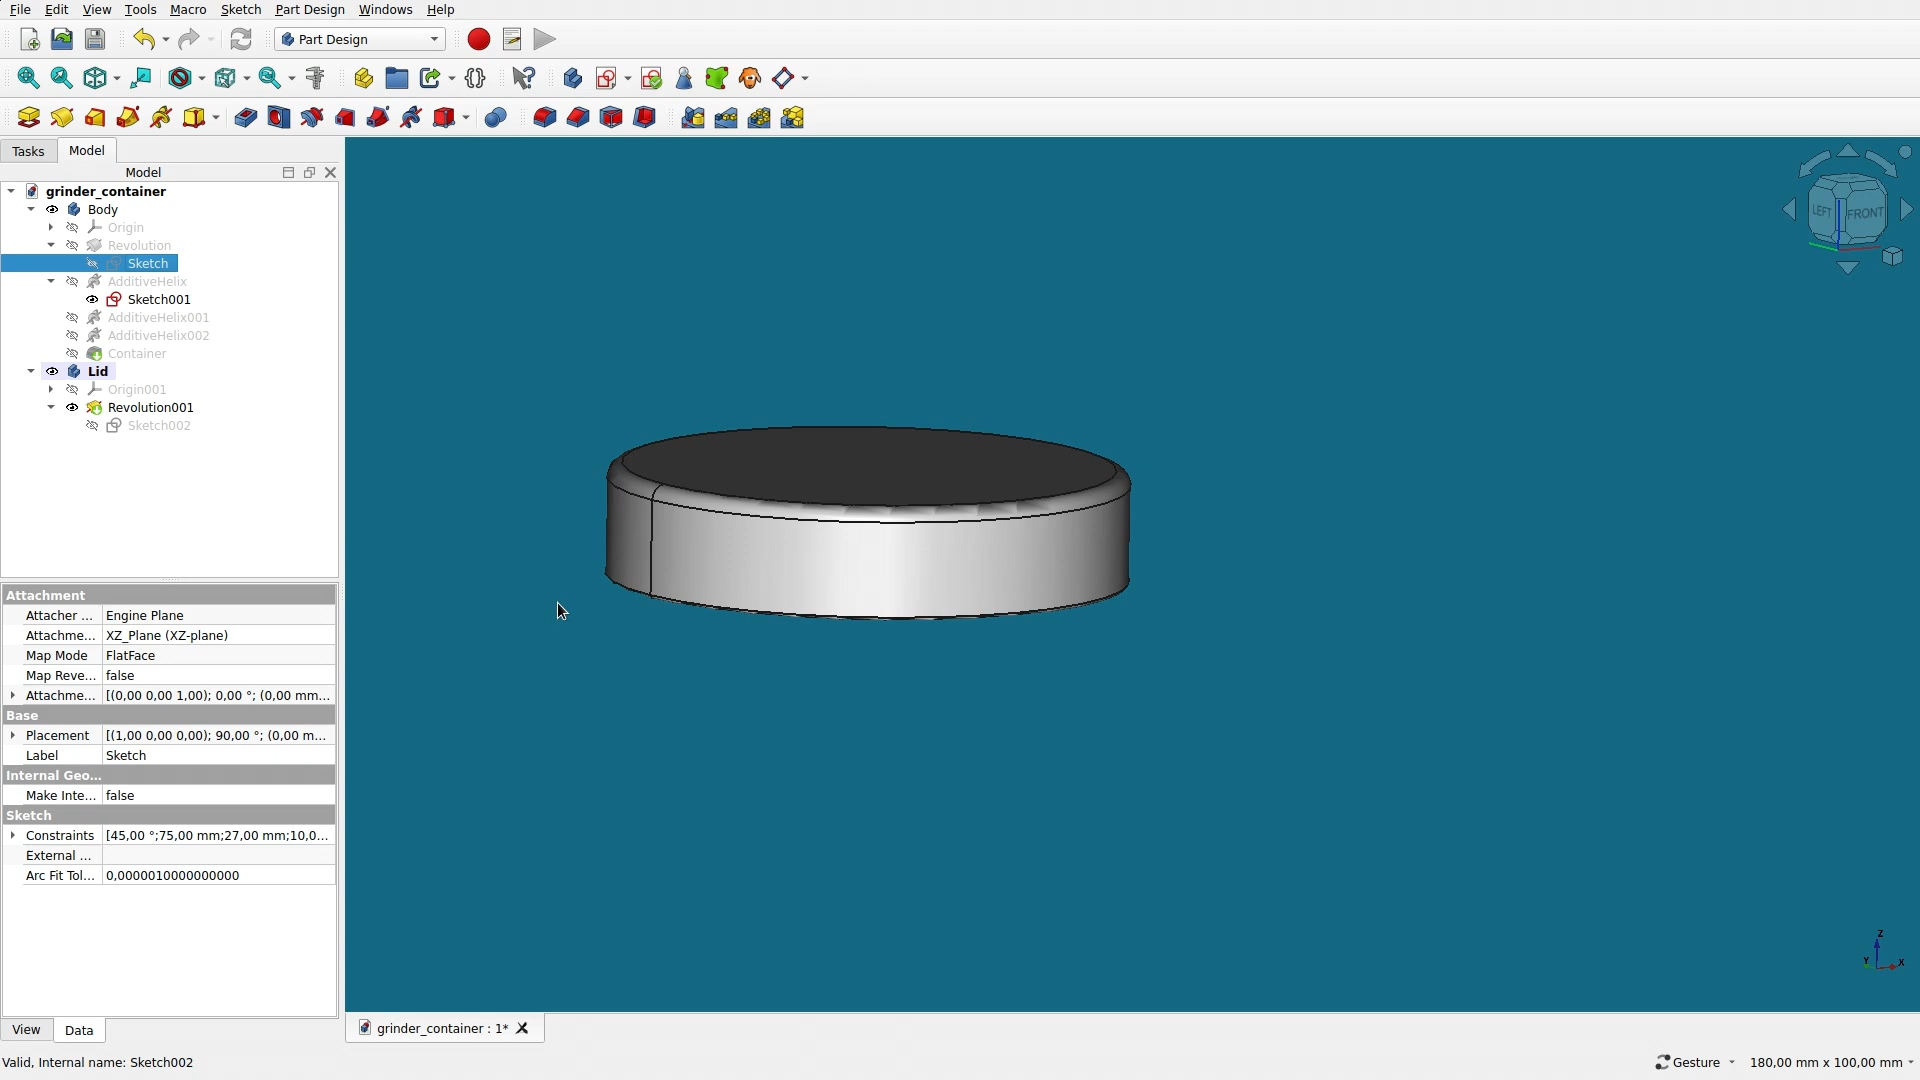 File Edit View Tools Macro Sketch Part Design Windows Help
Part Design
Tasks Model
Model
grinder_container
Body
Origin
Revolution
Sketch
AdditiveHelix
Sketch001
AdditiveHelix001
AdditiveHelix002
Container
Lid
Origin001
Revolution001
Sketch002
LEFT FRONT
Attachment
Attacher ... Engine Plane
Attachme... XZ_Plane (XZ-plane)
Map Mode FlatFace
Map Reve... false
Attachme... [(0,00 0,00 1,00); 0,00 °; (0,00 mm...
Base
Placement [(1,00 0,00 0,00); 90,00 °; (0,00 m...
Label Sketch
Internal Geo...
Make Inte... false
Sketch
Constraints [45,00 °;75,00 mm;27,00 mm;10,0...
External ...
Arc Fit Tol... 0,0000010000000000
Z
Y X
View Data
grinder_container : 1*
Valid, Internal name: Sketch002
Gesture 180,00 mm x 100,00 mm